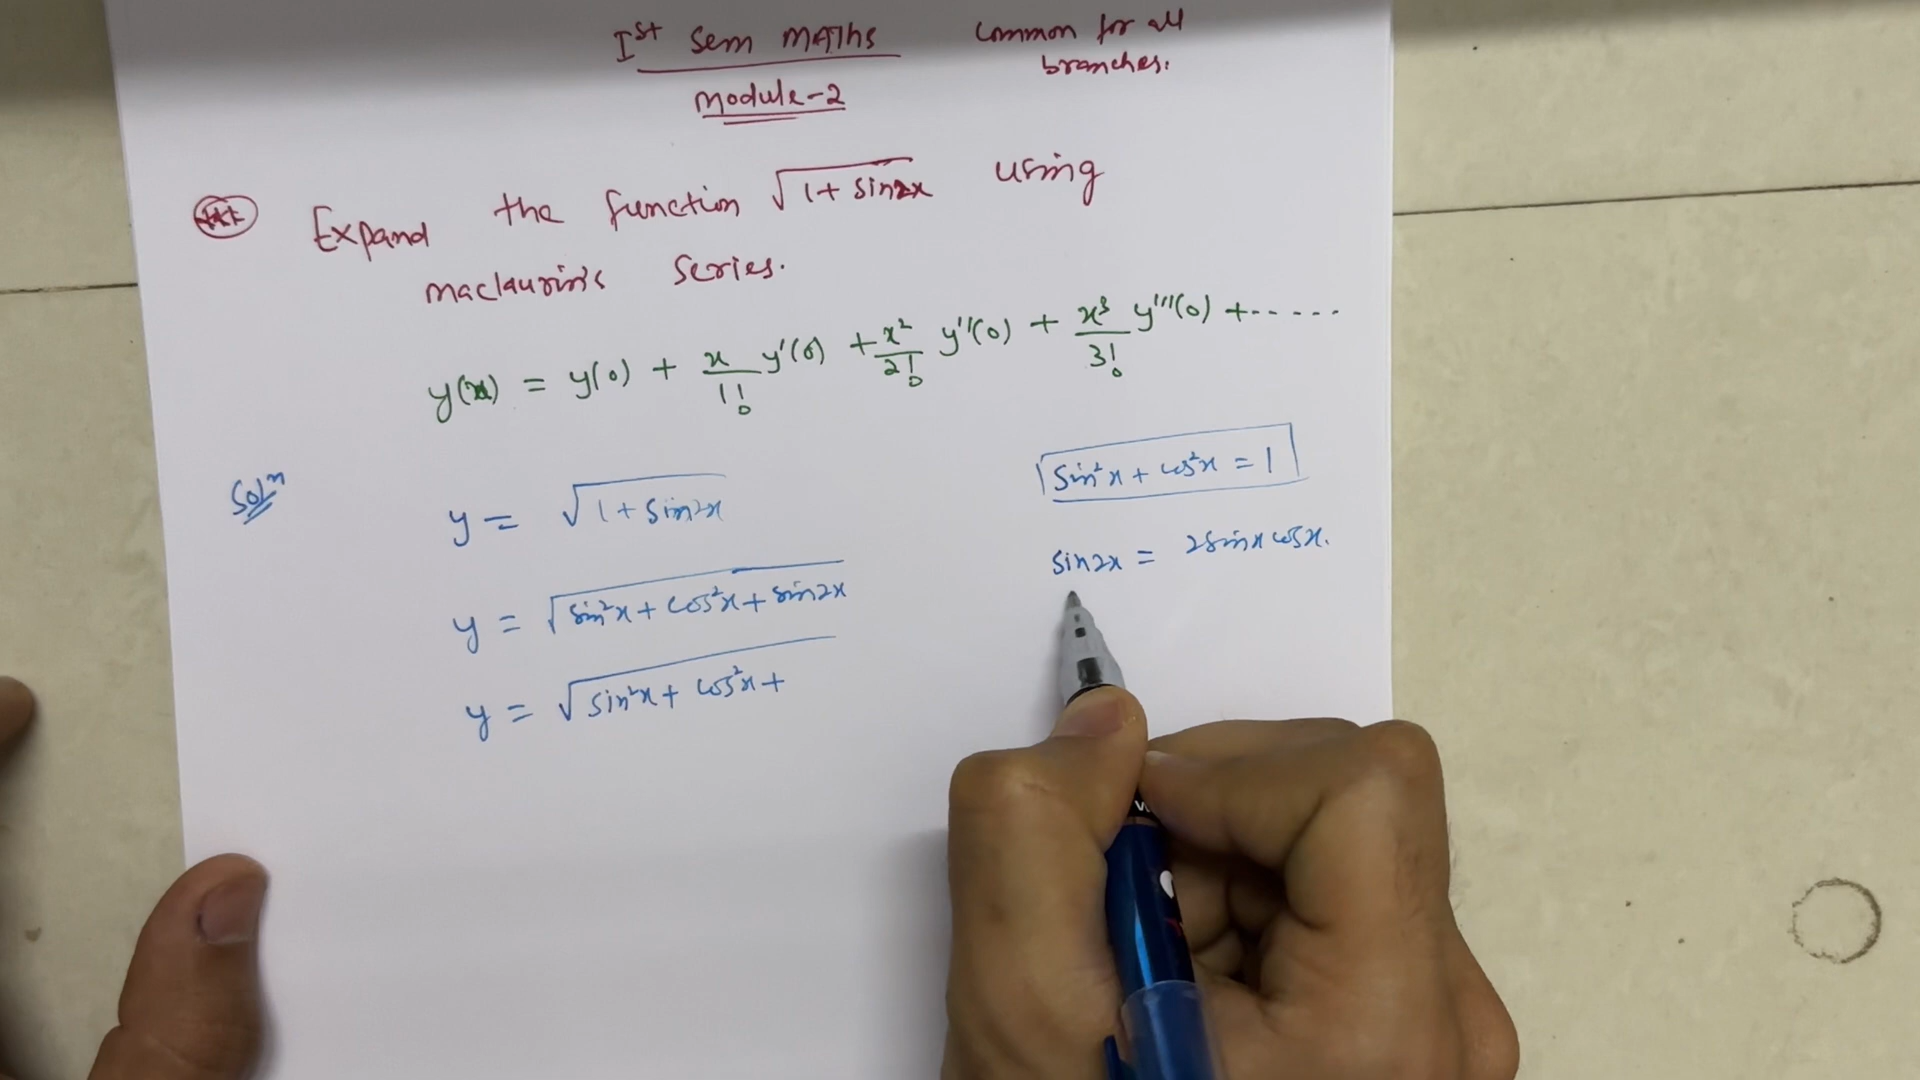 Ist Sem MATHs
Common for all branches.
Module-2
Expand the function √1+sin2x using
maclaurin's Series.
y(x) = y(0) + x/1! y'(0) + x²/2! y''(0) + x³/3! y'''(0) + ......
Solⁿ
y = √1+sin2x
sin²x + cos²x = 1
y = √sin²x + cos²x + sin2x
sin2x = 2sinx cosx.
y = √sin²x + cos²x +